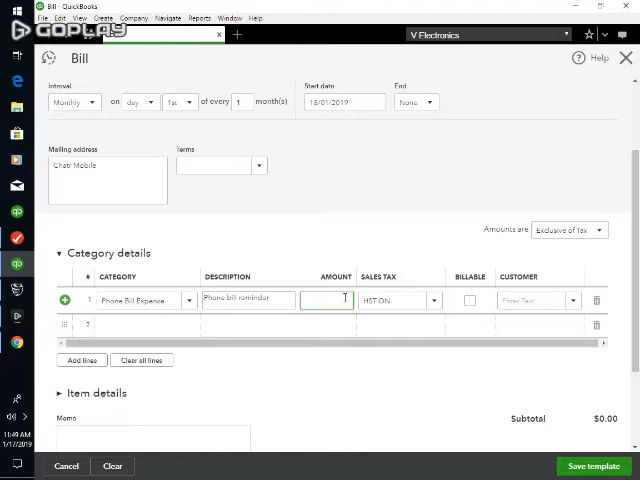 Bill - QuickBooks
File Edit View Create Company Vendors Navigate Reports Window Help
GOPLAY
V Flectronics
Bill
Help
Interval Start date End
Monthly on day 1st of every 1 month(s) 18/01/2019 None
Mailing address Terms
Chatr Mobile
Amounts are Exclusive of Tax
Category details
# CATEGORY DESCRIPTION AMOUNT SALES TAX BILLABLE CUSTOMER
1 Phone Bill Expense Phone bill reminder HST ON Enter Text
2
Add lines Clear all lines
Item details
Memo Subtotal $0.00
11:49 AM
1/17/2019
Cancel Clear Save template